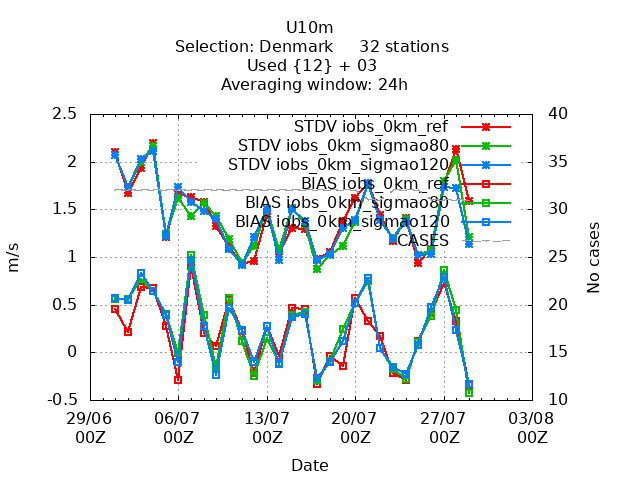 U10m
Selection: Denmark 32 stations
Used {12} + 03
Averaging window: 24h
2.5
2
1.5
1
0.5
0
-0.5
m/s
40
35
30
25
20
15
10
No cases
STDV iobs_0km_ref
STDV iobs_0km_sigmao80
STDV iobs_0km_sigmao120
BIAS iobs_0km_ref
BIAS iobs_0km_sigmao80
BIAS iobs_0km_sigmao120
CASES
29/06 06/07 13/07 20/07 27/07 03/08
00Z 00Z 00Z 00Z 00Z 00Z
Date